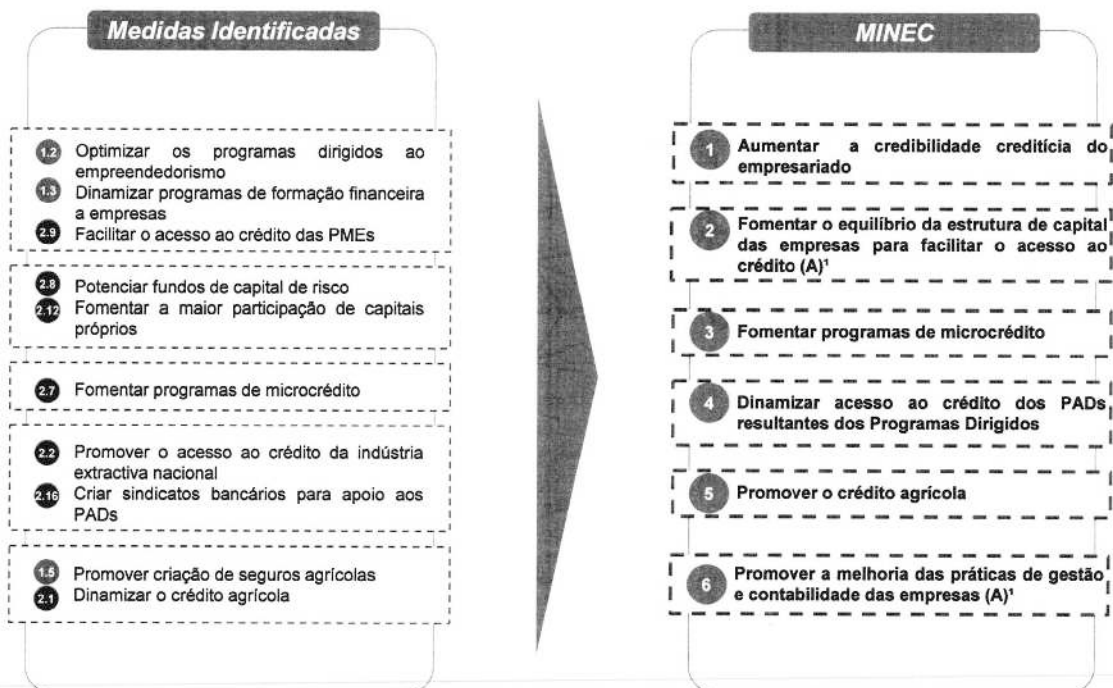 Medidas Identificadas
1.2 Optimizar os programas dirigidos ao
empreendedorismo
1.3 Dinamizar programas de formação financeira
a empresas
2.9 Facilitar o acesso ao crédito das PMEs
2.8 Potenciar fundos de capital de risco
2.12 Fomentar a maior participação de capitais
próprios
2.7 Fomentar programas de microcrédito
2.2 Promover o acesso ao crédito da indústria
extractiva nacional
2.16 Criar sindicatos bancários para apoio aos
PADs
1.5 Promover criação de seguros agrícolas
2.1 Dinamizar o crédito agrícola
MINEC
1 Aumentar a credibilidade creditícia do
empresariado
2 Fomentar o equilíbrio da estrutura de capital
das empresas para facilitar o acesso ao
crédito (A)¹
3 Fomentar programas de microcrédito
4 Dinamizar acesso ao crédito dos PADs
resultantes dos Programas Dirigidos
5 Promover o crédito agrícola
6 Promover a melhoria das práticas de gestão
e contabilidade das empresas (A)¹